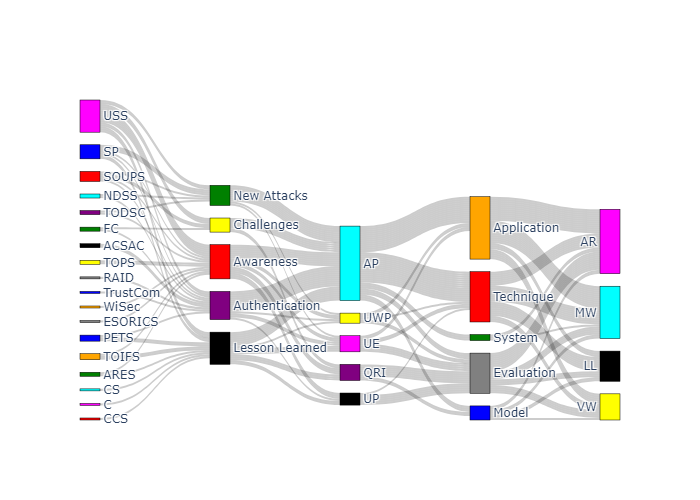 USS
SP
SOUPS
NDSS
TODSC
FC
ACSAC
TOPS
RAID
TrustCom
WiSec
ESORICS
PETS
TOIFS
ARES
CS
C
CCS
New Attacks
Challenges
Awareness
Authentication
Lesson Learned
AP
UWP
UE
QRI
UP
Application
Technique
System
Evaluation
Model
AR
MW
LL
VW